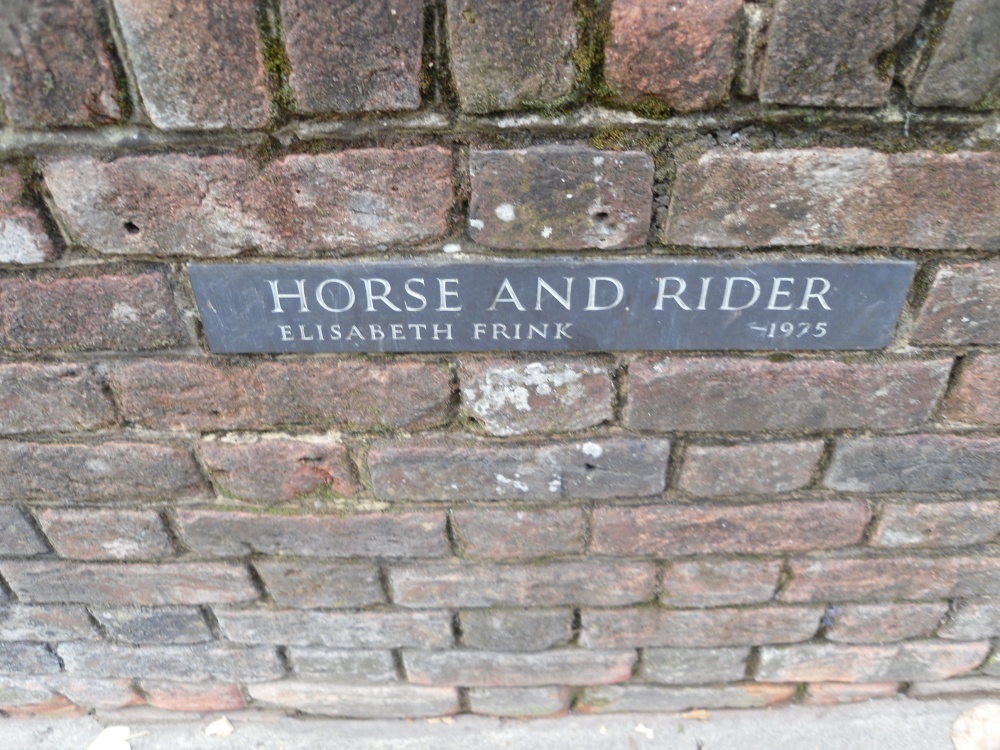 HORSE AND RIDER
ELISABETH FRINK ~1975